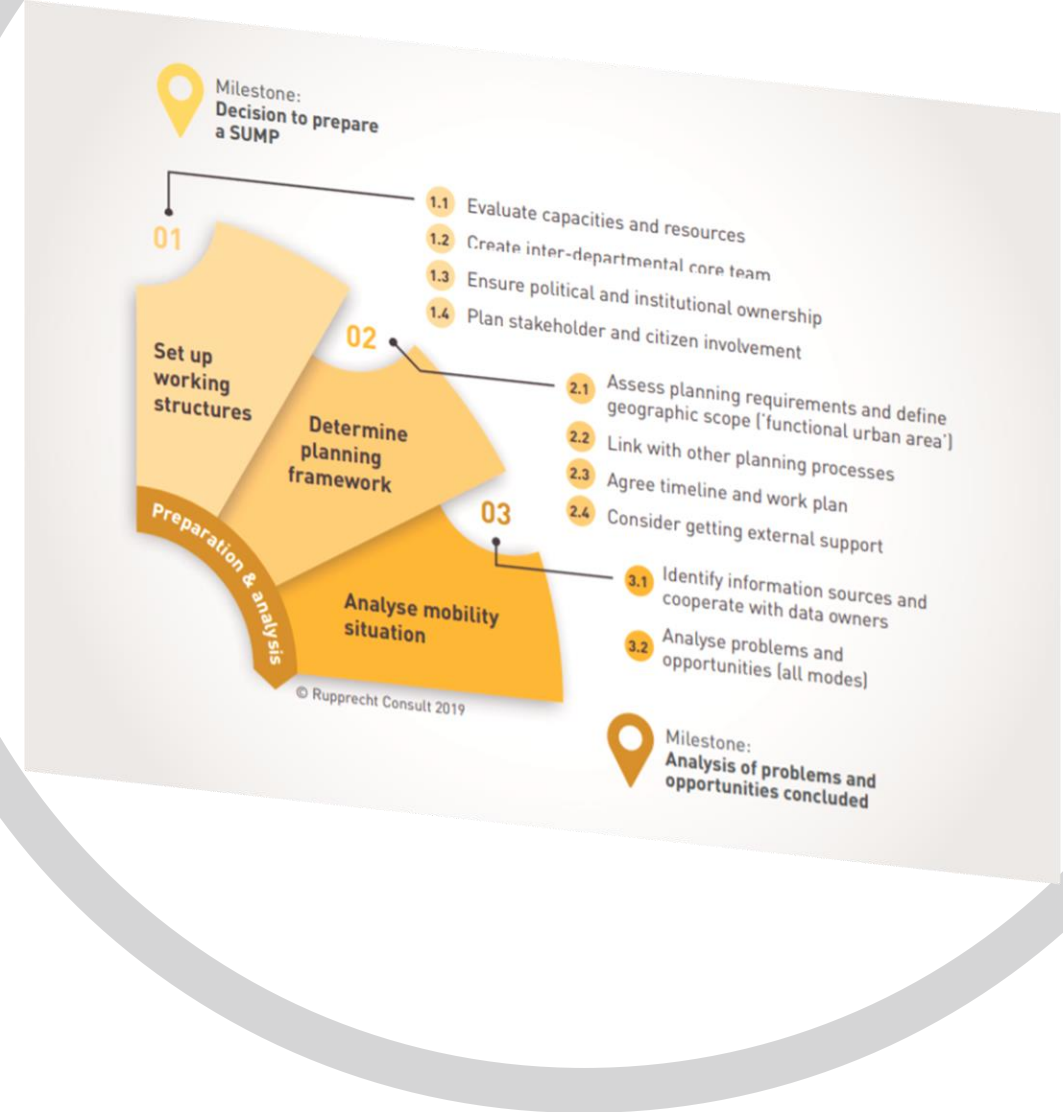 Milestone:
Decision to prepare
a SUMP
01
1.1 Evaluate capacities and resources
1.2 Create inter-departmental core team
1.3 Ensure political and institutional ownership
1.4 Plan stakeholder and citizen involvement
Set up
working
structures
02
2.1 Assess planning requirements and define
geographic scope (‘functional urban area’)
2.2 Link with other planning processes
2.3 Agree timeline and work plan
2.4 Consider getting external support
Determine
planning
framework
03
3.1 Identify information sources and
cooperate with data owners
3.2 Analyse problems and
opportunities (all modes)
Analyse mobility
situation
Preparation & analysis
© Rupprecht Consult 2019
Milestone:
Analysis of problems and
opportunities concluded